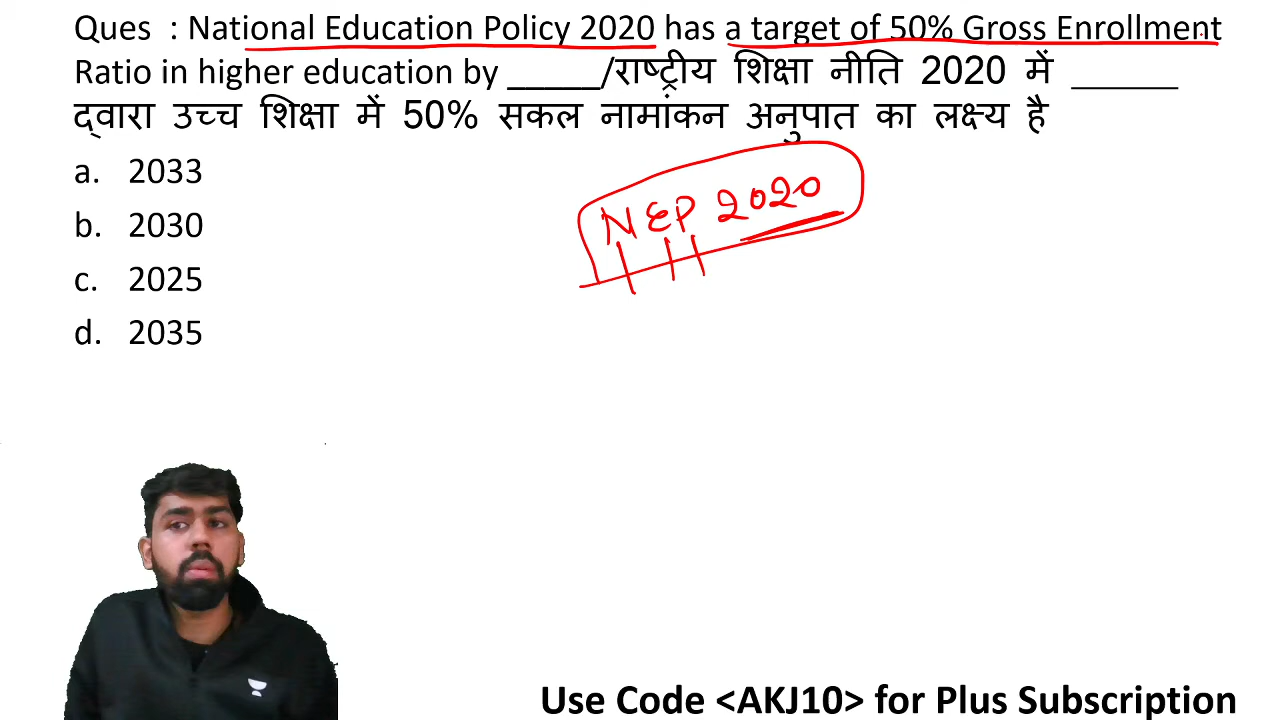 Ques : National Education Policy 2020 has a target of 50% Gross Enrollment
Ratio in higher education by _____/राष्ट्रीय शिक्षा नीति 2020 में ______
द्वारा उच्च शिक्षा में 50% सकल नामांकन अनुपात का लक्ष्य है
a. 2033
b. 2030
c. 2025
d. 2035
NEP 2020
Use Code <AKJ10> for Plus Subscription